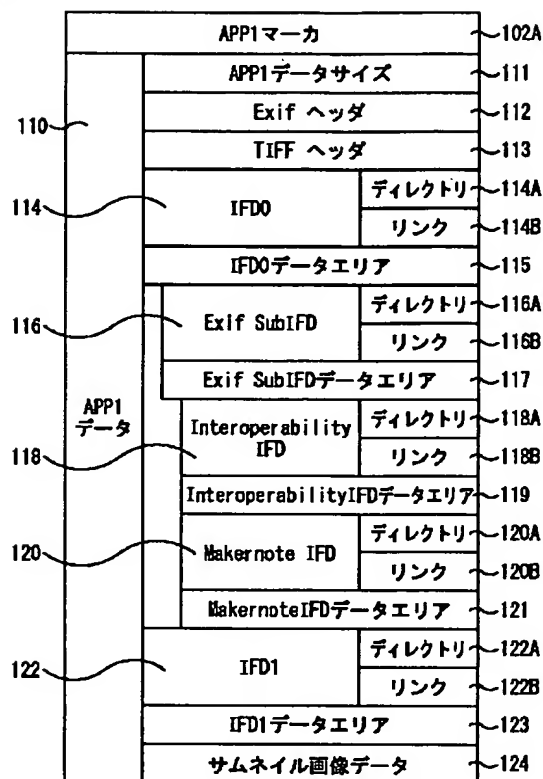 APP1マーカ 102A
APP1データサイズ 111
110
Exif ヘッダ 112
TIFF ヘッダ 113
114 IFD0 ディレクトリ 114A
リンク 114B
IFD0データエリア 115
116 Exif SubIFD ディレクトリ 116A
リンク 116B
Exif SubIFDデータエリア 117
APP1
データ
118 Interoperability
IFD ディレクトリ 118A
リンク 118B
InteroperabilityIFDデータエリア 119
120 Makernote IFD ディレクトリ 120A
リンク 120B
MakernoteIFDデータエリア 121
122 IFD1 ディレクトリ 122A
リンク 122B
IFD1データエリア 123
サムネイル画像データ 124